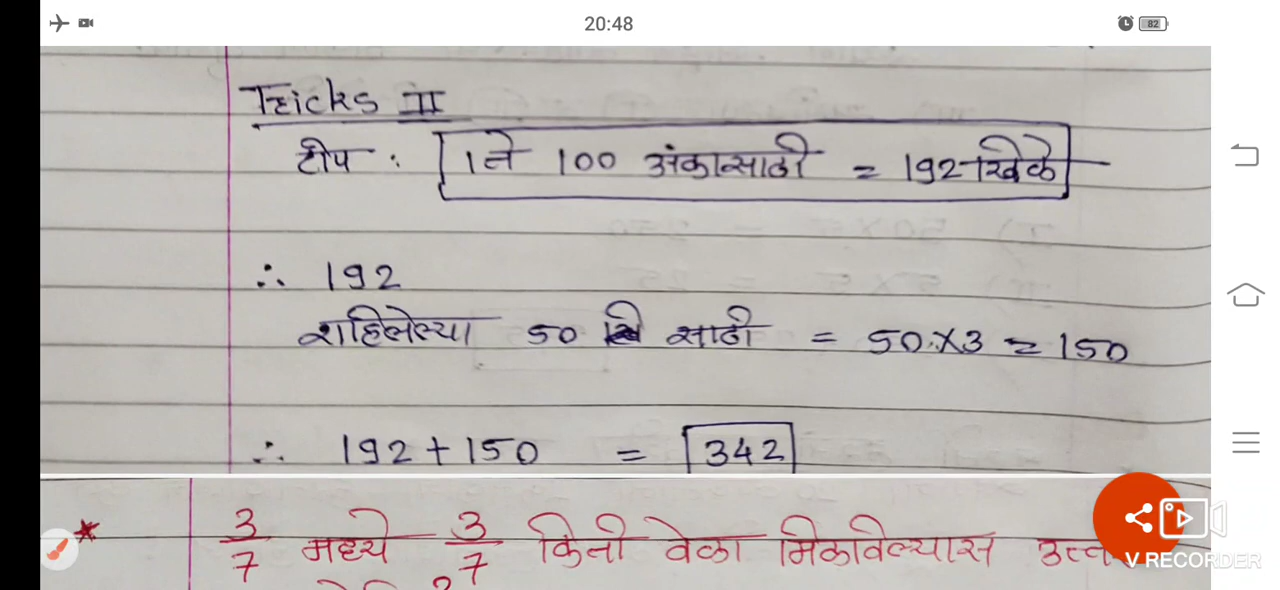 20:48
82
Tricks III
टीप : 1 ते 100 अंकासाठी = 192 खिळे
∴ 192
राहिलेल्या 50 साठी = 50×3 = 150
∴ 192 + 150 = 342
* 3/7 मध्ये 3/7 किती वेळा मिळविल्यास
V RECORDER